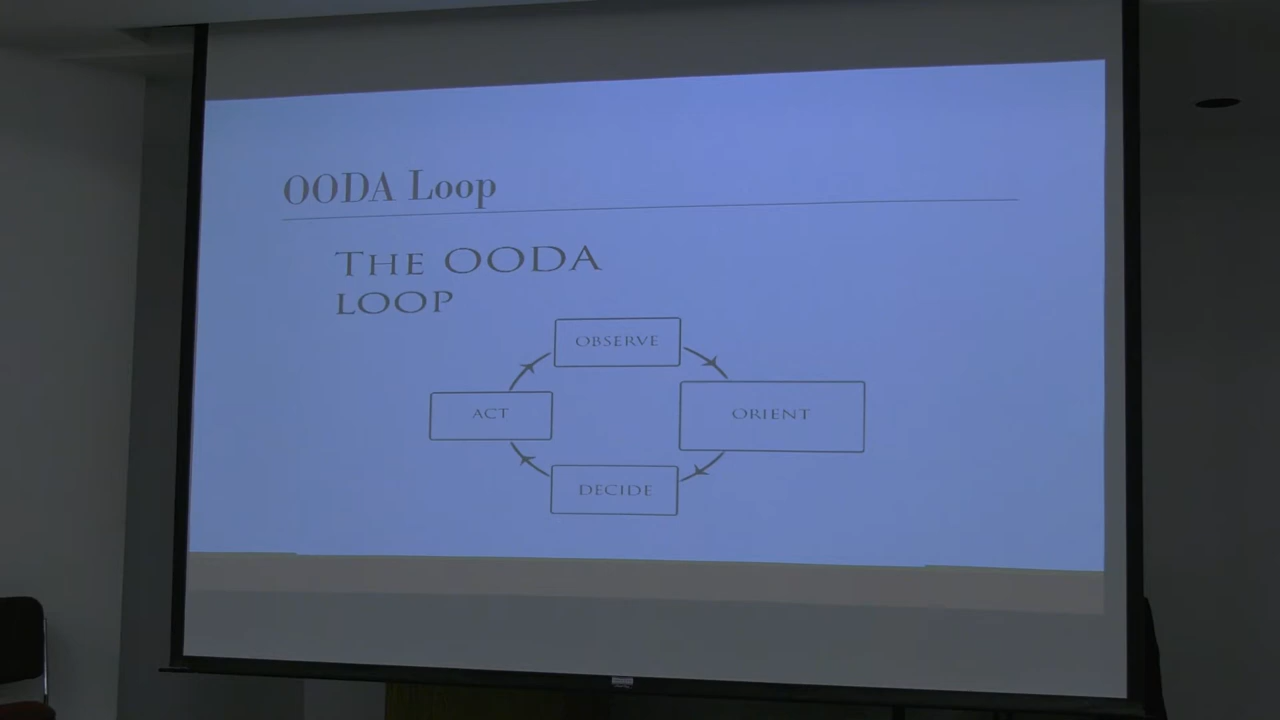 OODA Loop
THE OODA
LOOP
OBSERVE
ACT
ORIENT
DECIDE